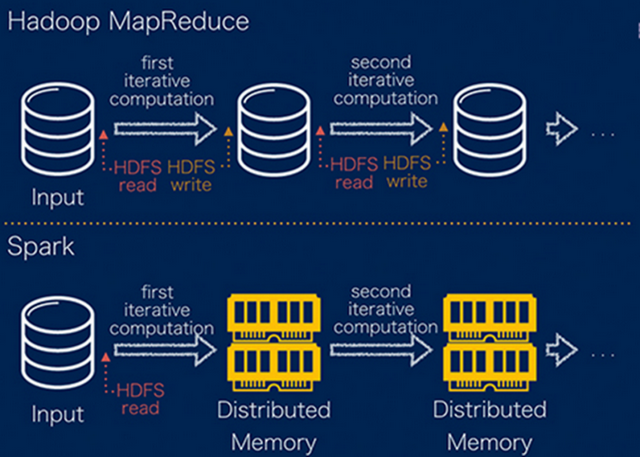 Hadoop MapReduce
first
iterative
computation
second
iterative
computation
HDFS
read
HDFS
write
HDFS
read
HDFS
write
Input
...
Spark
first
iterative
computation
second
iterative
computation
HDFS
read
Input
Distributed
Memory
Distributed
Memory
...